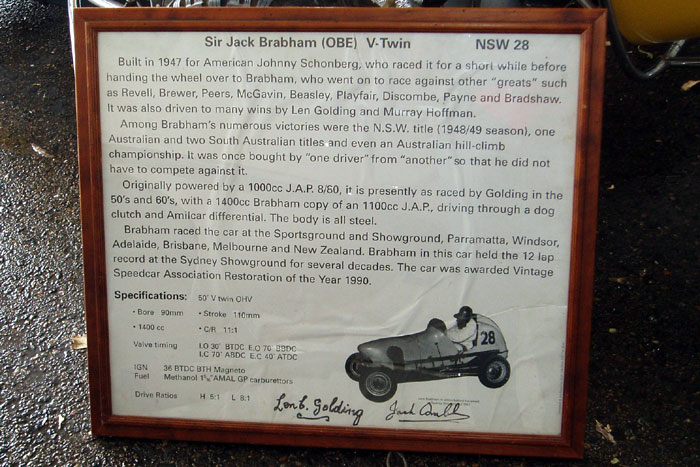 Sir Jack Brabham (OBE) V-Twin NSW 28
Built in 1947 for American Johnny Schonberg, who raced it for a short while before
handing the wheel over to Brabham, who went on to race against other "greats" such
as Revell, Brewer, Peers, McGavin, Beasley, Playfair, Discombe, Payne and Bradshaw.
It was also driven to many wins by Len Golding and Murray Hoffman.
Among Brabham's numerous victories were the N.S.W. title (1948/49 season), one
Australian and two South Australian titles and even an Australian hill-climb
championship. It was once bought by "one driver" from "another" so that he did not
have to compete against it.
Originally powered by a 1000cc J.A.P. 8/60, it is presently as raced by Golding in the
50's and 60's, with a 1400cc Brabham copy of an 1100cc J.A.P., driving through a dog
clutch and Amilcar differential. The body is all steel.
Brabham raced the car at the Sportsground and Showground, Parramatta, Windsor,
Adelaide, Brisbane, Melbourne and New Zealand. Brabham in this car held the 12 lap
record at the Sydney Showground for several decades. The car was awarded Vintage
Speedcar Association Restoration of the Year 1990.
Specifications: 60° V twin OHV
• Bore 90mm • Stroke 110mm
• 1400 cc • C/R 11:1
Valve timing I.O 30° BTDC E.O 70° BBDC
I.C 70° ABDC E.C 40° ATDC
IGN 36 BTDC BTH Magneto
Fuel Methanol AMAL GP carburettors
Drive Ratios H 5:1 L 8:1
28
Len G. Golding
Jack